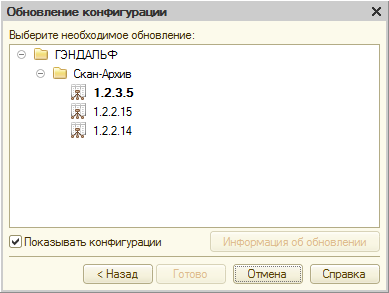 Обновление конфигурации
Выберите необходимое обновление:
ГЭНДАЛЬФ
Скан-Архив
1.2.3.5
1.2.2.15
1.2.2.14
Показывать конфигурации
Информация об обновлении
< Назад
Готово
Отмена
Справка